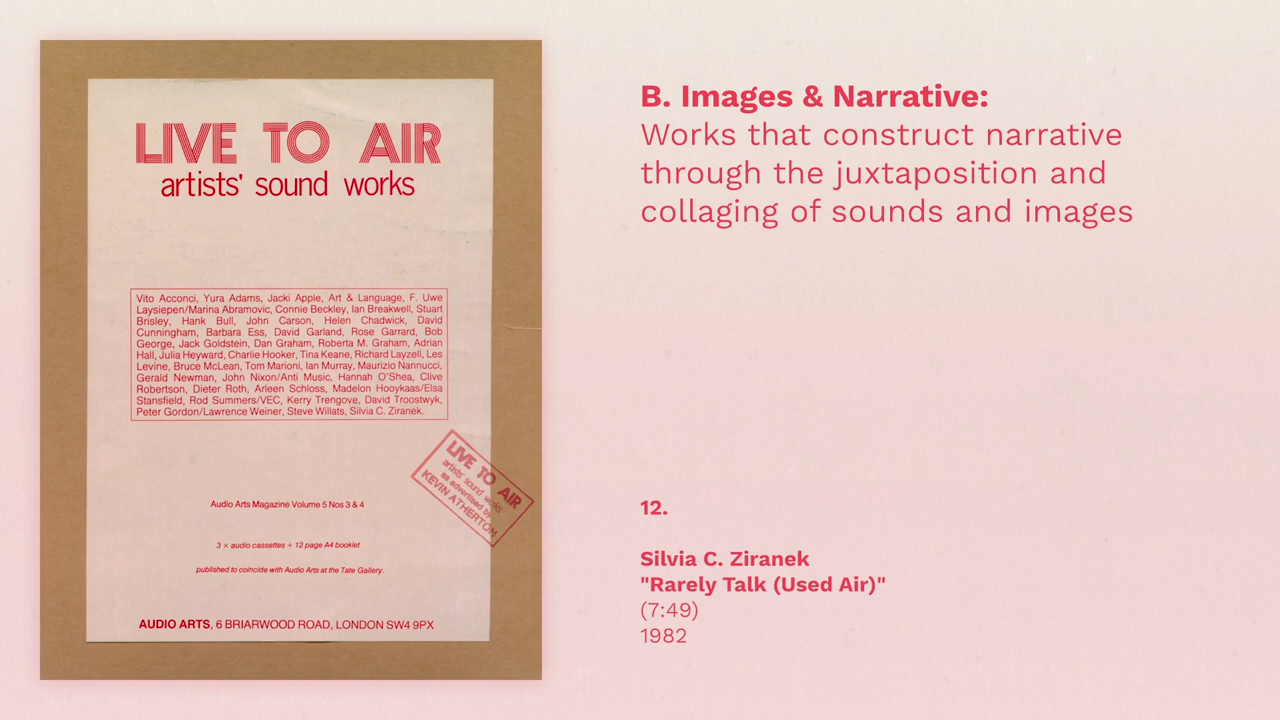 LIVE TO AIR
artists' sound works
Vito Acconci, Yura Adams, Jacki Apple, Art & Language, F. Uwe
Laysiepen/Marina Abramovic, Connie Beckley, Ian Breakwell, Stuart
Brisley, Hank Bull, John Carson, Helen Chadwick, David
Cunningham, Barbara Ess, David Garland, Rose Garrard, Bob
George, Jack Goldstein, Dan Graham, Roberta M. Graham, Adrian
Hall, Julia Heyward, Charlie Hooker, Tina Keane, Richard Layzell, Les
Levine, Bruce McLean, Tom Marioni, Ian Murray, Maurizio Nannucci,
Gerald Newman, John Nixon/Anti Music, Hannah O'Shea, Clive
Robertson, Dieter Roth, Arleen Schloss, Madelon Hooykaas/Elsa
Stansfield, Rod Summers/VEC, Kerry Trengove, David Troostwyk,
Peter Gordon/Lawrence Weiner, Steve Willats, Silvia C. Ziranek.
LIVE TO AIR
artists' sound works
as advertised by
KEVIN ATHERTON
Audio Arts Magazine Volume 5 Nos 3 & 4
3 × audio cassettes + 12 page A4 booklet
published to coincide with Audio Arts at the Tate Gallery.
AUDIO ARTS, 6 BRIARWOOD ROAD, LONDON SW4 9PX
B. Images & Narrative:
Works that construct narrative
through the juxtaposition and
collaging of sounds and images
12.
Silvia C. Ziranek
"Rarely Talk (Used Air)"
(7:49)
1982